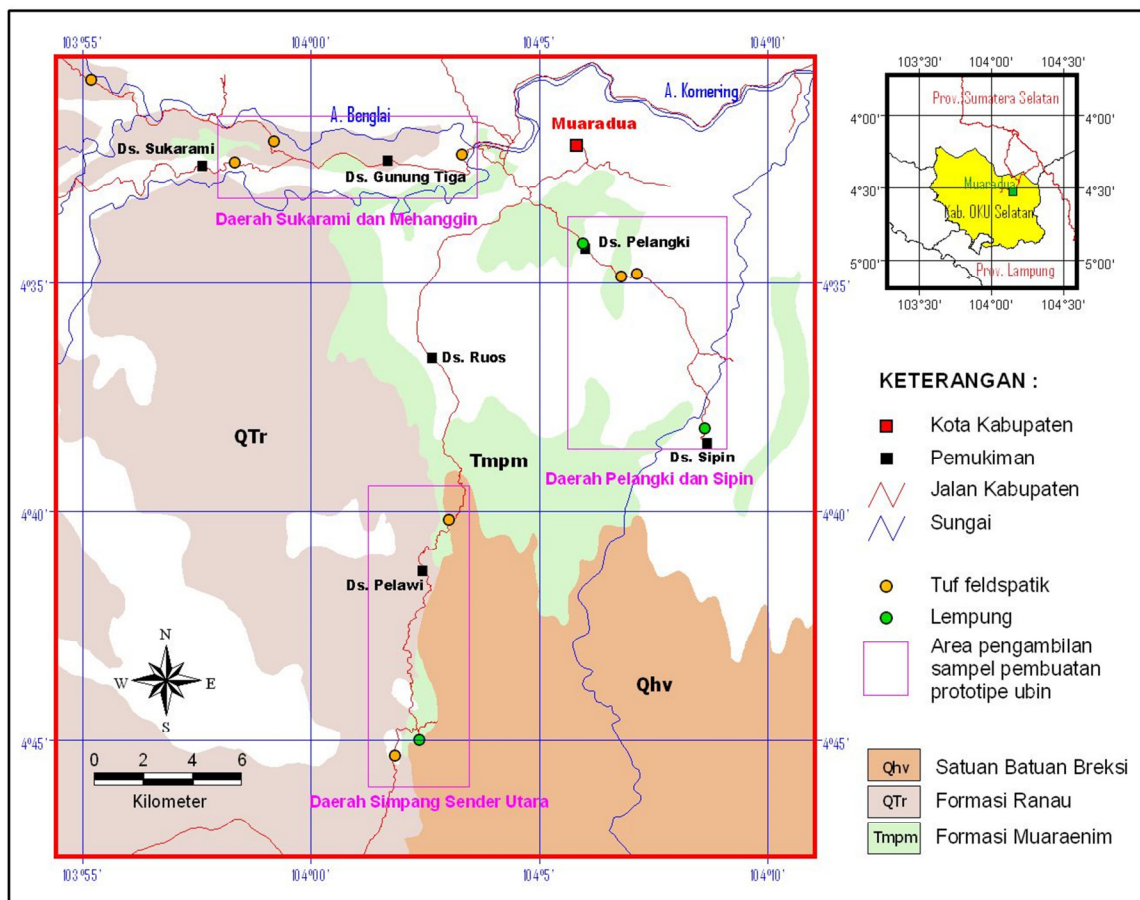 103°55'
104°00'
104°5'
104°10'
A. Benglai
A. Komering
Muaradua
Ds. Sukarami
Ds. Gunung Tiga
Daerah Sukarami dan Mehanggin
Ds. Pelangki
4°35'
4°35'
Ds. Ruos
QTr
Tmpm
Ds. Sipin
Daerah Pelangki dan Sipin
4°40'
4°40'
Ds. Pelawi
N
W
E
S
Qhv
4°45'
4°45'
0 2 4 6
Kilometer
Daerah Simpang Sender Utara
103°55'
104°00'
104°5'
104°10'
103°30'
104°00'
104°30'
Prov. Sumatera Selatan
4°00'
4°00'
4°30'
4°30'
Muaradua
Kab. OKU Selatan
5°00'
5°00'
Prov. Lampung
103°30'
104°00'
104°30'
KETERANGAN :
Kota Kabupaten
Pemukiman
Jalan Kabupaten
Sungai
Tuf feldspatik
Lempung
Area pengambilan
sampel pembuatan
prototipe ubin
Qhv Satuan Batuan Breksi
QTr Formasi Ranau
Tmpm Formasi Muaraenim